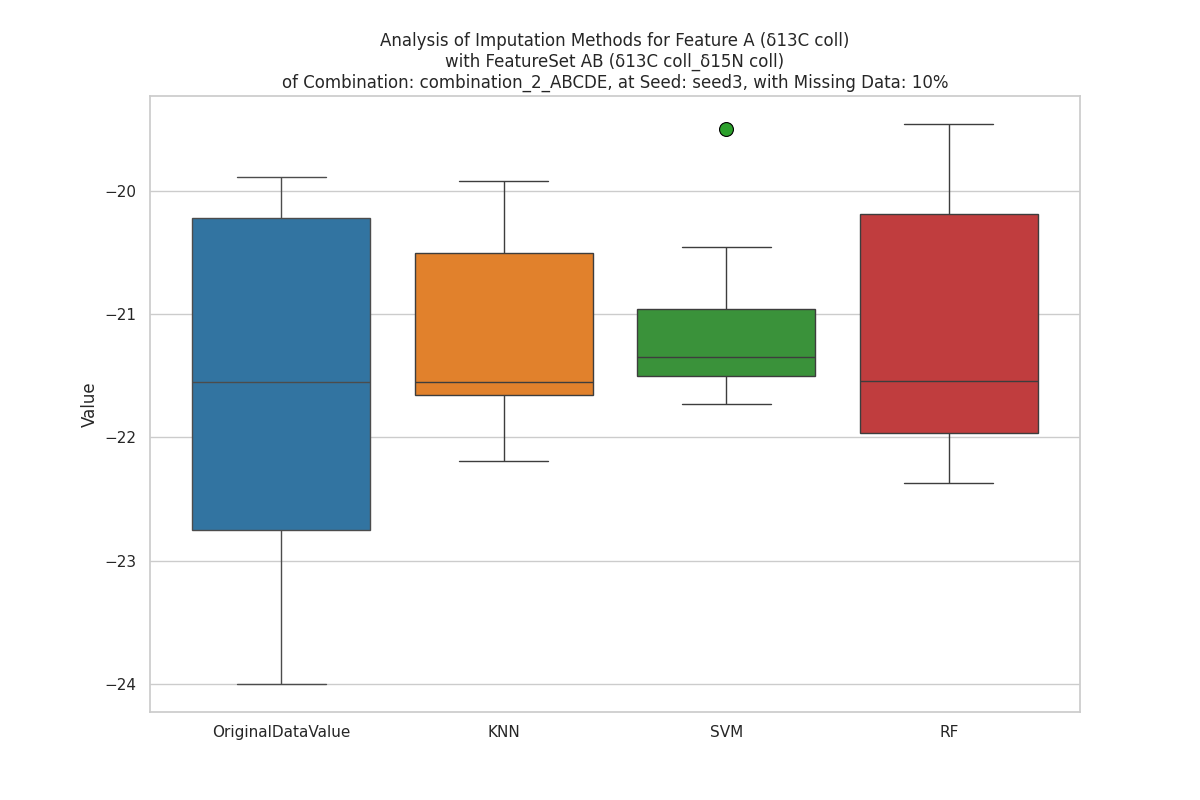 Analysis of Imputation Methods for Feature A (δ13C coll)
with FeatureSet AB (δ13C coll_δ15N coll)
of Combination: combination_2_ABCDE, at Seed: seed3, with Missing Data: 10%
Value
−20
−21
−22
−23
−24
OriginalDataValue
KNN
SVM
RF